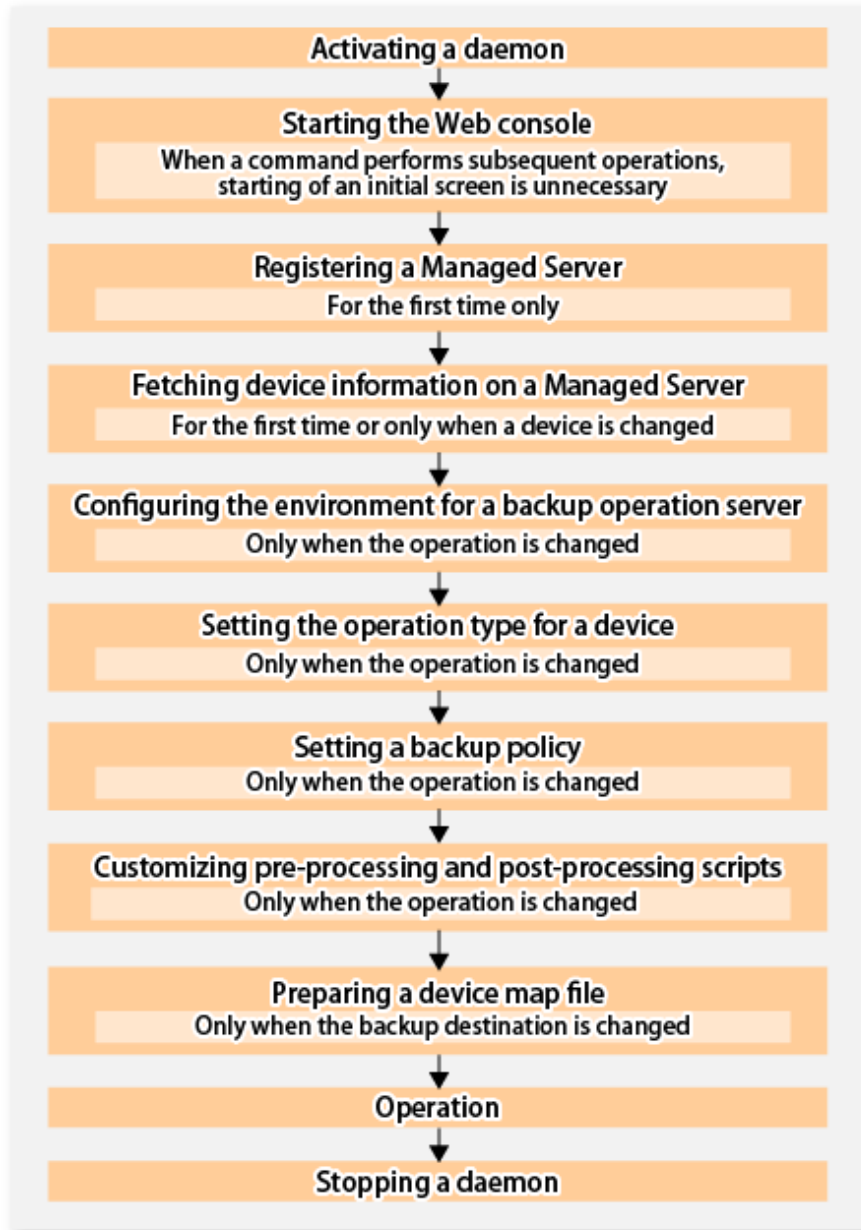 Activating a daemon
Starting the Web console
When a command performs subsequent operations,
starting of an initial screen is unnecessary
Registering a Managed Server
For the first time only
Fetching device information on a Managed Server
For the first time or only when a device is changed
Configuring the environment for a backup operation server
Only when the operation is changed
Setting the operation type for a device
Only when the operation is changed
Setting a backup policy
Only when the operation is changed
Customizing pre-processing and post-processing scripts
Only when the operation is changed
Preparing a device map file
Only when the backup destination is changed
Operation
Stopping a daemon